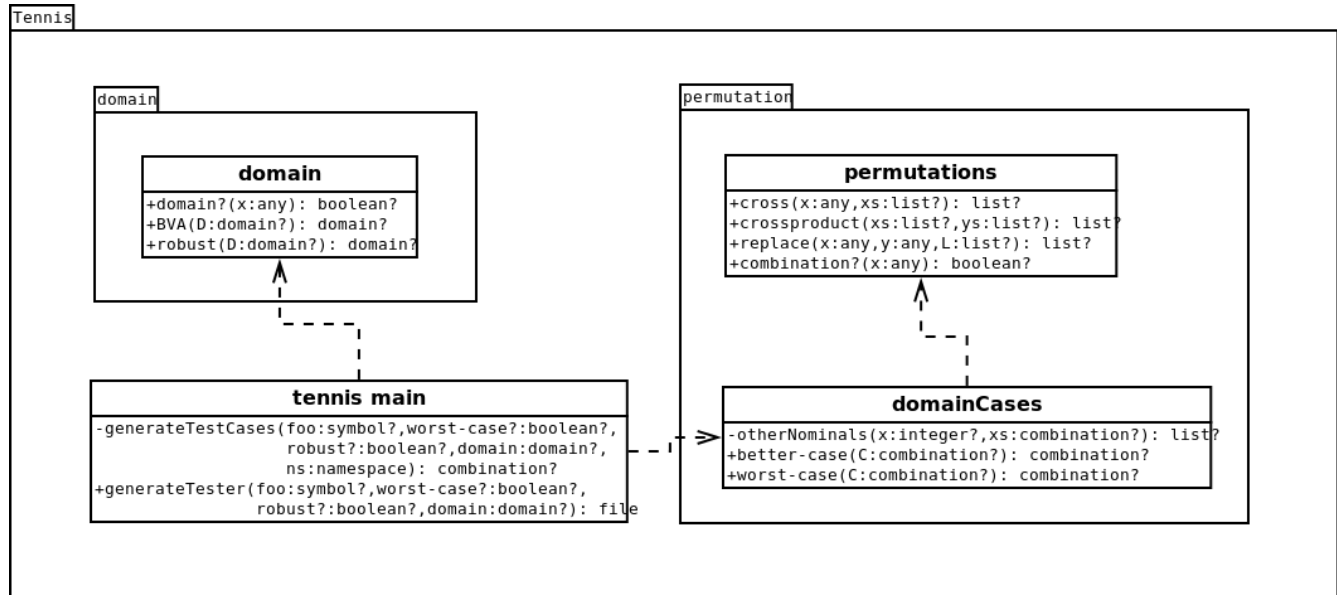 Tennis
domain
domain
+domain?(x:any): boolean?
+BVA(D:domain?): domain?
+robust(D:domain?): domain?
permutation
permutations
+cross(x:any,xs:list?): list?
+crossproduct(xs:list?,ys:list?): list?
+replace(x:any,y:any,L:list?): list?
+combination?(x:any): boolean?
tennis main
-generateTestCases(foo:symbol?,worst-case?:boolean?,
robust?:boolean?,domain:domain?,
ns:namespace): combination?
+generateTester(foo:symbol?,worst-case?:boolean?,
robust?:boolean?,domain:domain?): file
domainCases
-otherNominals(x:integer?,xs:combination?): list?
+better-case(C:combination?): combination?
+worst-case(C:combination?): combination?